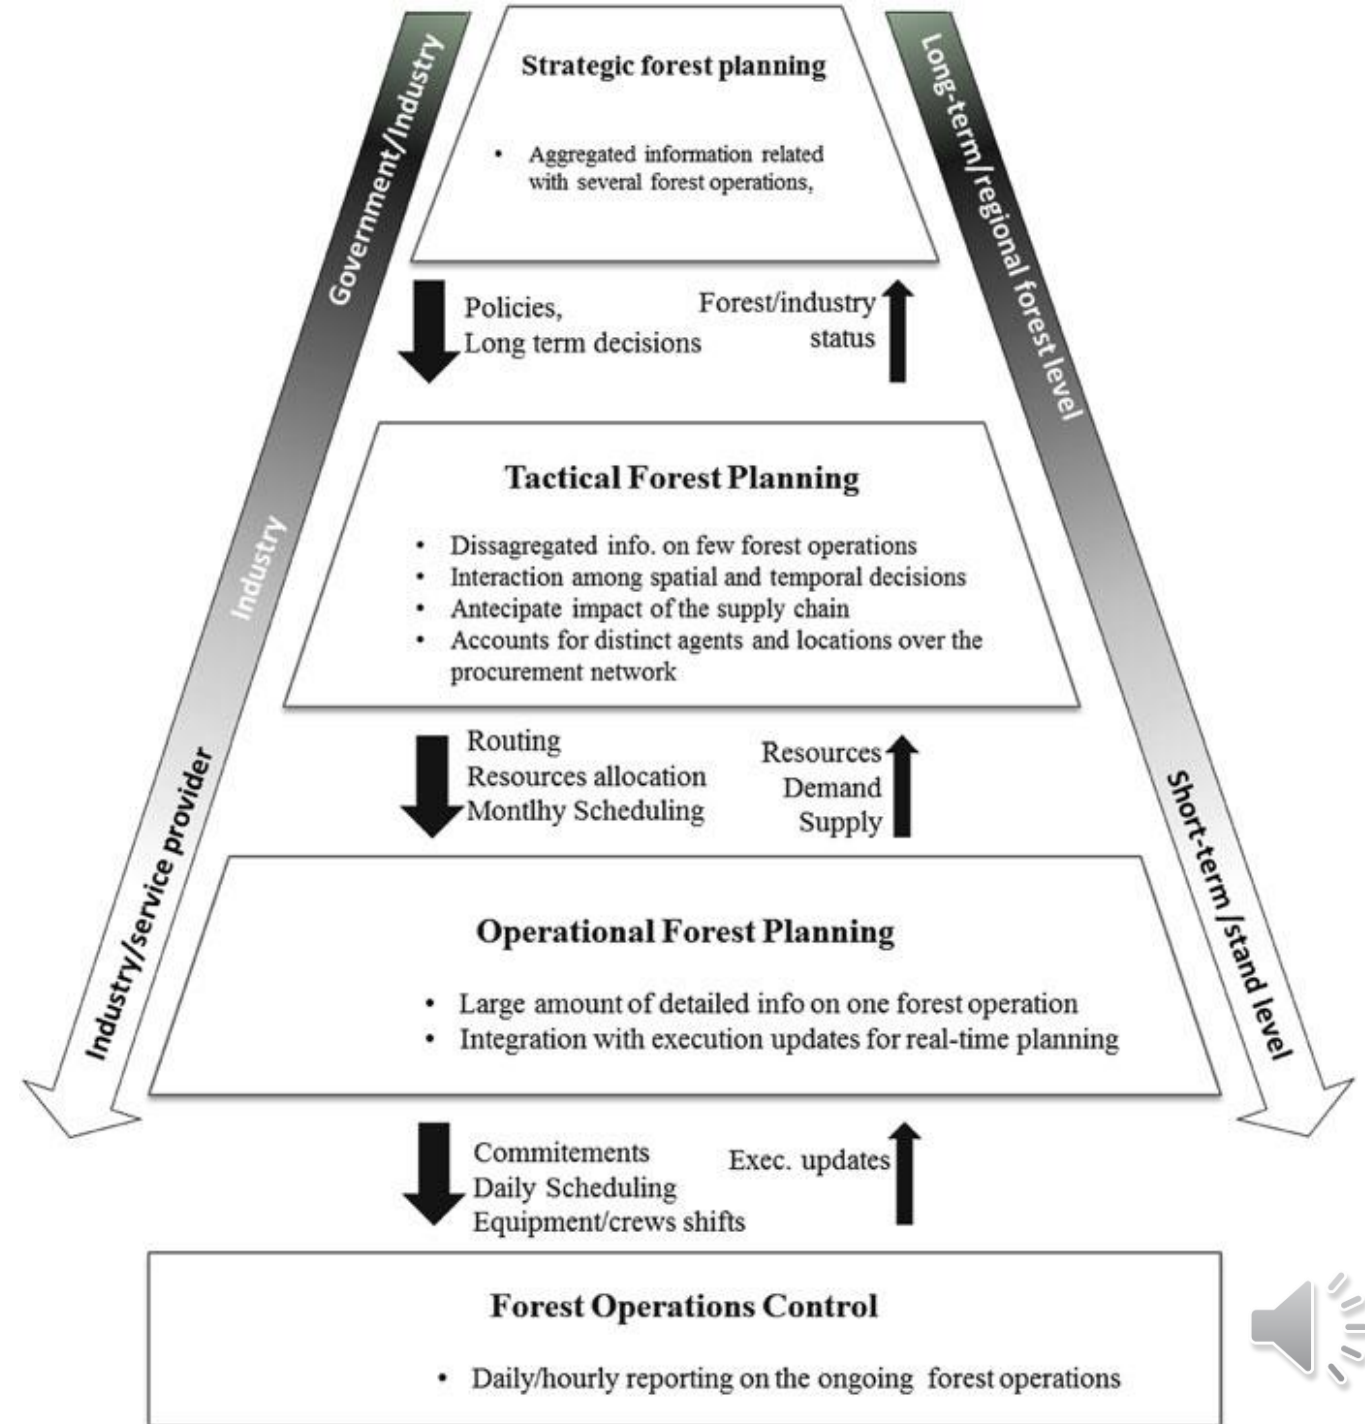 Strategic forest planning
• Aggregated information related
with several forest operations,
Government/Industry
Long-term/regional forest level
Policies,
Long term decisions
Forest/industry
status
Tactical Forest Planning
• Dissagregated info. on few forest operations
• Interaction among spatial and temporal decisions
• Antecipate impact of the supply chain
• Accounts for distinct agents and locations over the
procurement network
Industry
Routing
Resources allocation
Montlhy Scheduling
Resources
Demand
Supply
Industry/service provider
Short-term /stand level
Operational Forest Planning
• Large amount of detailed info on one forest operation
• Integration with execution updates for real-time planning
Commitements
Daily Scheduling
Equipment/crews shifts
Exec. updates
Forest Operations Control
• Daily/hourly reporting on the ongoing forest operations